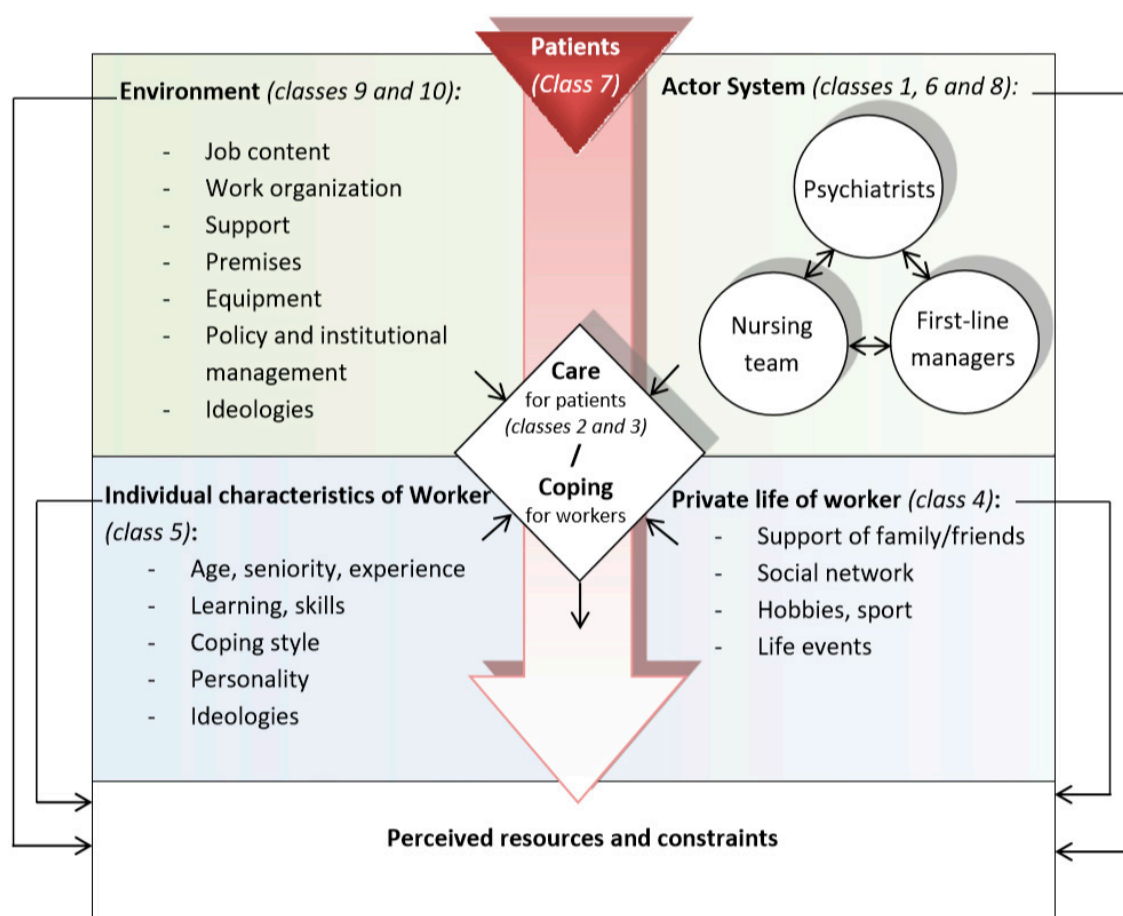 Patients
(Class 7)
Environment (classes 9 and 10):
- Job content
- Work organization
- Support
- Premises
- Equipment
- Policy and institutional
management
- Ideologies
Actor System (classes 1, 6 and 8):
Psychiatrists
Nursing
team
First-line
managers
Care
for patients
(classes 2 and 3)
/
Coping
for workers
Individual characteristics of Worker
(class 5):
- Age, seniority, experience
- Learning, skills
- Coping style
- Personality
- Ideologies
Private life of worker (class 4):
- Support of family/friends
- Social network
- Hobbies, sport
- Life events
Perceived resources and constraints